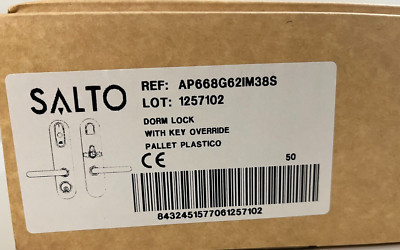 SALTO
REF: AP668G62IM38S
LOT: 1257102
DORM LOCK
WITH KEY OVERRIDE
PALLET PLASTICO
CE 50
8432451577061257102